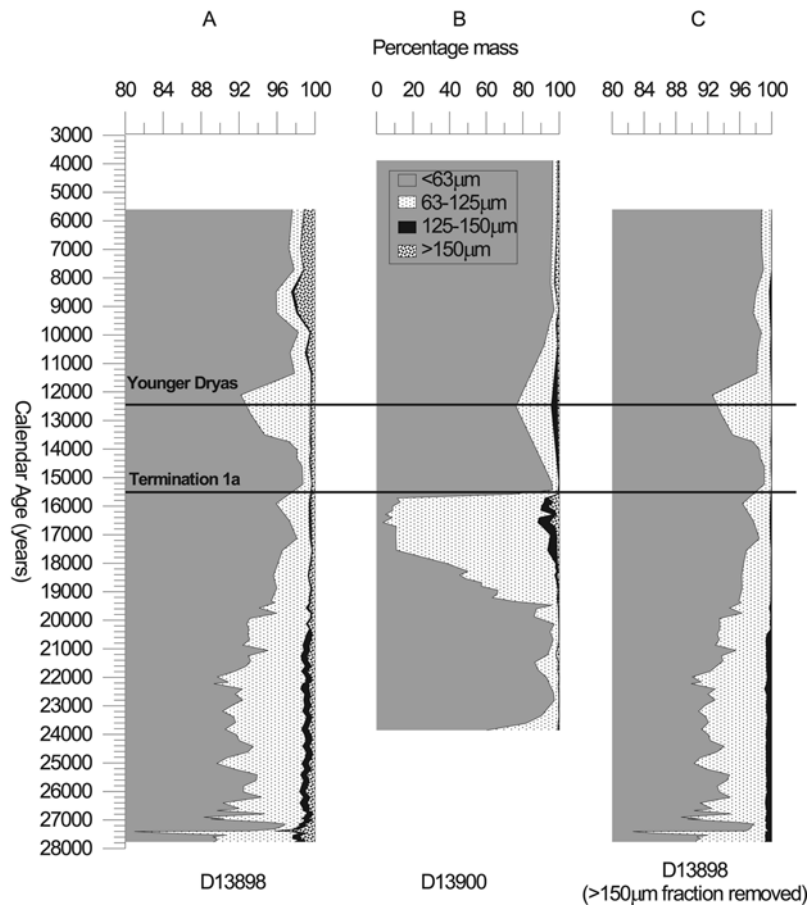 A B C
Percentage mass
80 84 88 92 96 100 0 20 40 60 80 100 80 84 88 92 96 100
3000
4000
5000
6000
7000
8000
9000
10000
11000
12000
13000
14000
15000
16000
17000
18000
19000
20000
21000
22000
23000
24000
25000
26000
27000
28000
Calendar Age (years)
<63μm
63-125μm
125-150μm
>150μm
Younger Dryas
Termination 1a
D13898 D13900 D13898
(>150μm fraction removed)